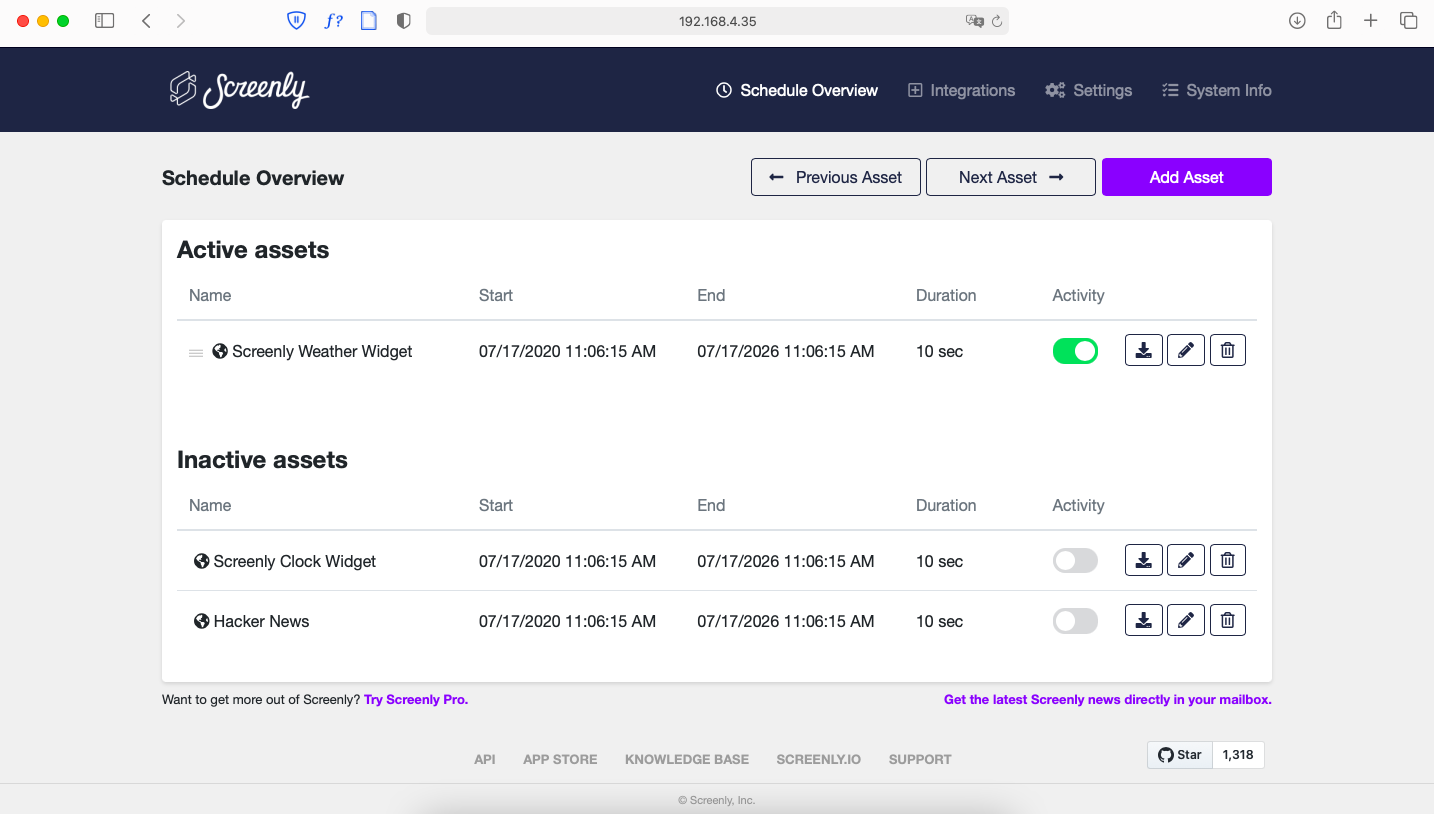 192.168.4.35
Screenly
Schedule Overview Integrations Settings System Info
Schedule Overview
Previous Asset Next Asset Add Asset
Active assets
Name Start End Duration Activity
Screenly Weather Widget 07/17/2020 11:06:15 AM 07/17/2026 11:06:15 AM 10 sec
Inactive assets
Name Start End Duration Activity
Screenly Clock Widget 07/17/2020 11:06:15 AM 07/17/2026 11:06:15 AM 10 sec
Hacker News 07/17/2020 11:06:15 AM 07/17/2026 11:06:15 AM 10 sec
Want to get more out of Screenly? Try Screenly Pro. Get the latest Screenly news directly in your mailbox.
API APP STORE KNOWLEDGE BASE SCREENLY.IO SUPPORT Star 1,318
© Screenly, Inc.